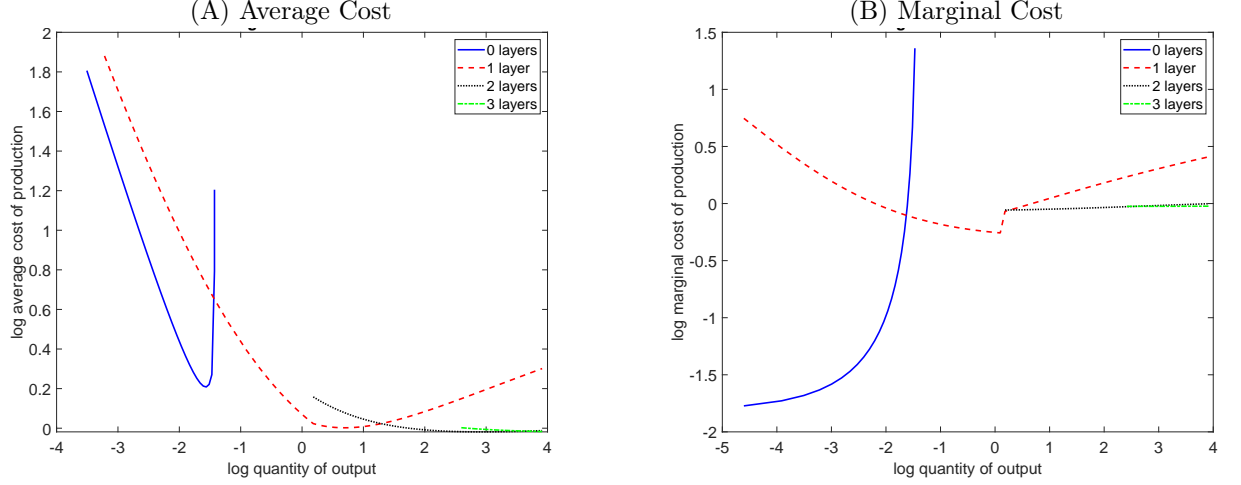 (A) Average Cost
2
1.8
1.6
1.4
1.2
1
0.8
0.6
0.4
0.2
0
-4
-3
-2
-1
0
1
2
3
4
log average cost of production
log quantity of output
0 layers
1 layer
2 layers
3 layers
(B) Marginal Cost
1.5
1
0.5
0
-0.5
-1
-1.5
-2
-5
-4
-3
-2
-1
0
1
2
3
4
log marginal cost of production
log quantity of output
0 layers
1 layer
2 layers
3 layers